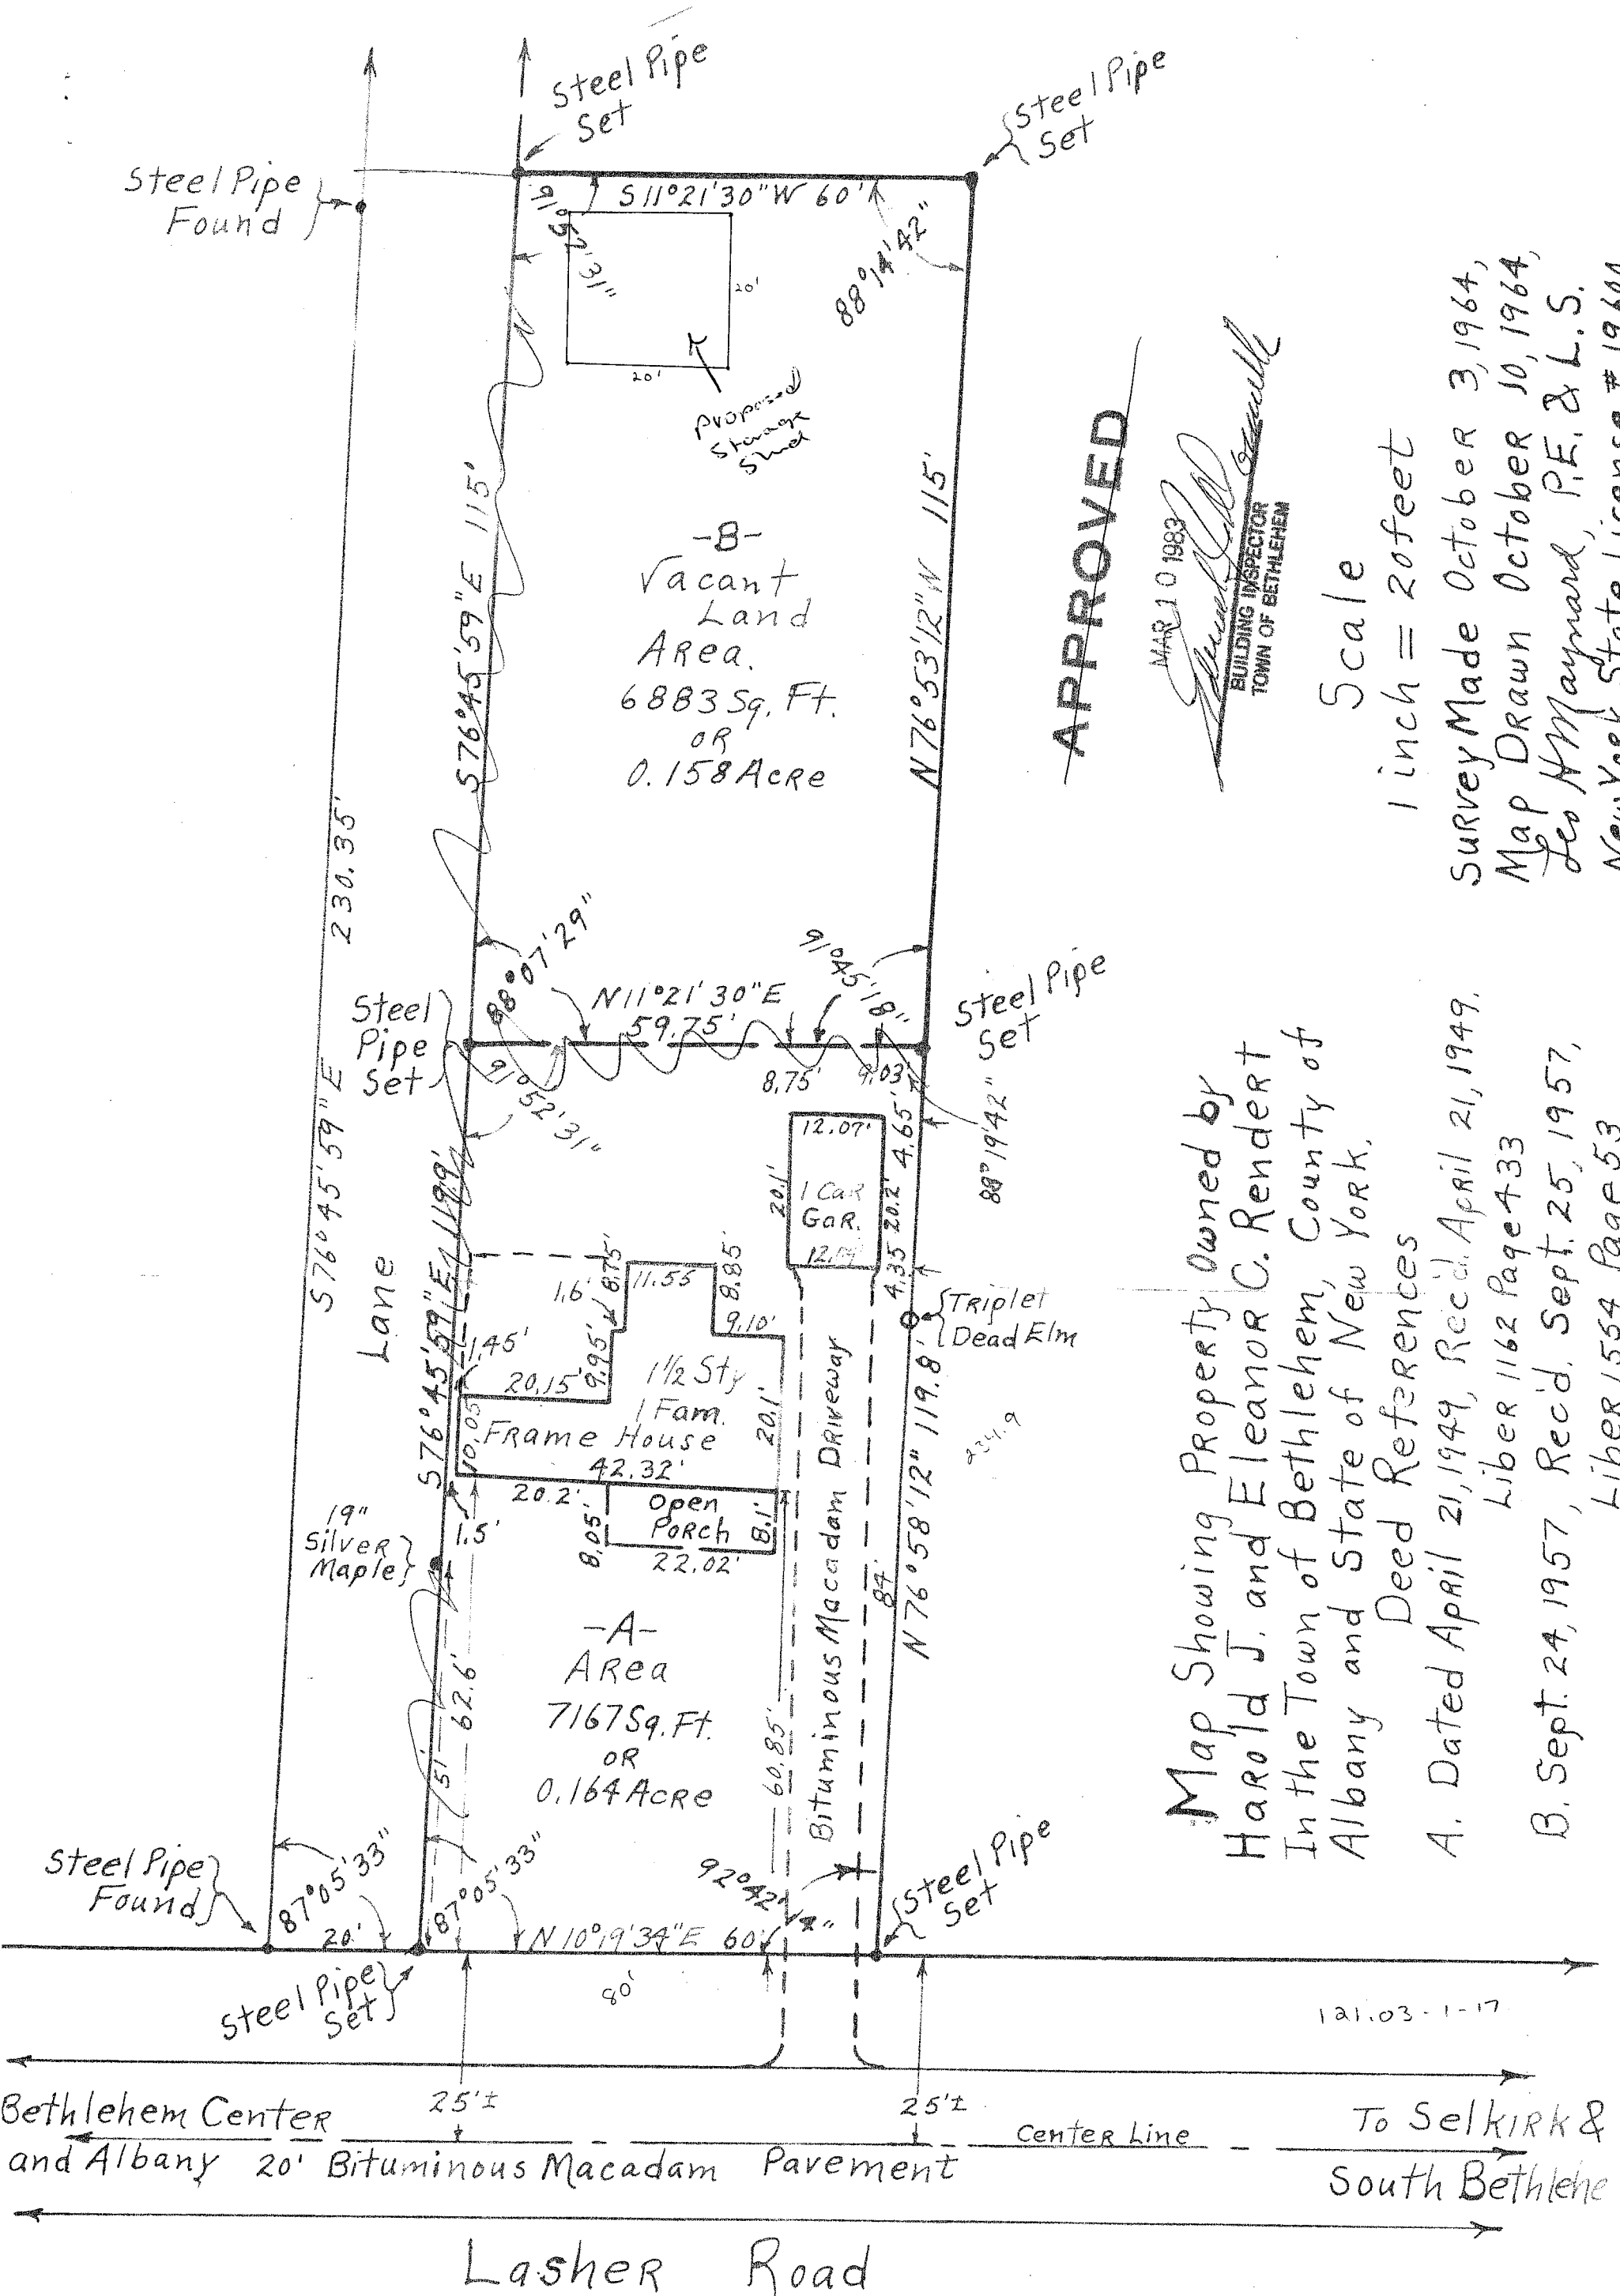 Steel Pipe
Set
Steel Pipe
Set
Steel Pipe
Found
S 11°21'30"W 60'
88°14'42"
20'
20'
Proposed
Storage
Shed
S76°45'59"E 115'
N76°53'12"W 115'
-B-
Vacant
Land
Area.
6883 Sq. Ft.
OR
0.158 Acre
APPROVED
MAR 10 1983
BUILDING INSPECTOR
TOWN OF BETHLEHEM
Scale
1 inch = 20 feet
Survey Made October 3, 1964,
Map Drawn October 10, 1964,
Leo H Maynard, P.E. & L.S.
New York State License #
S76°45'59"E 230.35'
Lane
88°07'29"
91°45'18"
N11°21'30"E
59.75'
Steel
Pipe
Set
Steel Pipe
Set
91°52'31"
8.75'
9.03'
88°19'42"
12.07'
4.65'
20.1'
1 Car
Gar.
20.2'
4.35
S76°45'59"E 119.9'
1.6'
8.75'
11.55
8.85'
9.10'
Triplet
Dead Elm
1.45'
20.15'
9.95'
1½ Sty
1 Fam.
Frame House
10.05'
42.32'
20.1'
20.2'
Open
Porch
8.05'
8.1'
22.02'
1.5'
19"
Silver
Maple
Bituminous Macadam Driveway
84'
N 76°58'12" 119.8'
234.9
-A-
Area
7167 Sq. Ft.
OR
0.164 Acre
51'
62.6'
60.85'
Steel Pipe
Found
87°05'33"
87°05'33"
92°42'
Steel Pipe
Set
20'
N 10°19'34"E 60'
Steel Pipe
Set
80'
Map Showing Property Owned by
Harold J. and Eleanor C. Rendert
In the Town of Bethlehem, County of
Albany and State of New York.
Deed References
A. Dated April 21, 1949, Rec'd. April 21, 1949.
Liber 1162 Page 433
B. Sept. 24, 1957, Rec'd. Sept. 25, 1957,
Liber 1554 Page 53
121.03-1-17
25'±
25'±
Bethlehem Center
and Albany
Center Line
20' Bituminous Macadam Pavement
To Selkirk &
South Bethlehe
Lasher Road